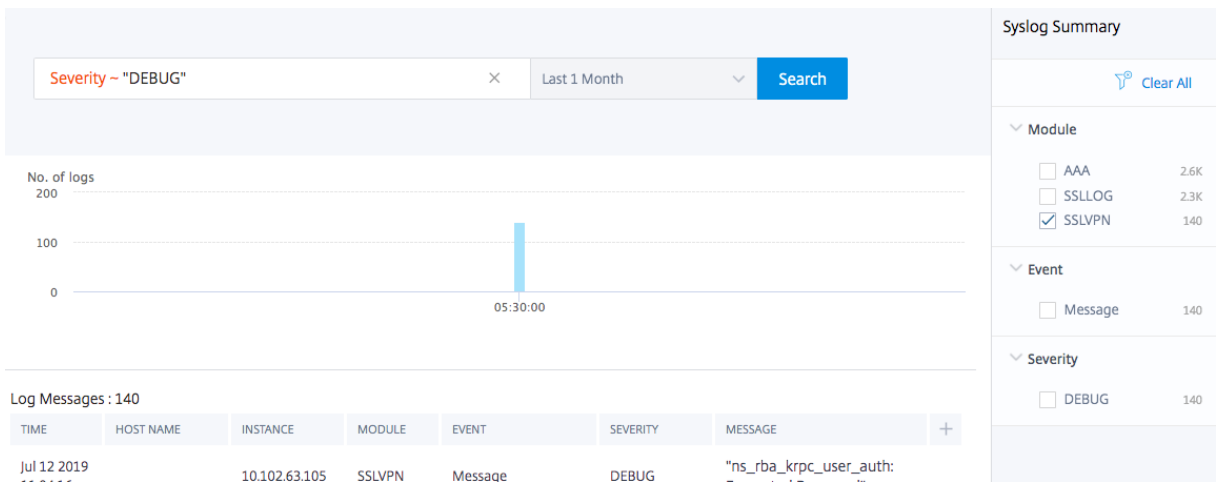 Syslog Summary
Severity ~ "DEBUG"
Last 1 Month
Search
Clear All
Module
AAA 2.6K
SSLLOG 2.3K
SSLVPN 140
Event
Message 140
Severity
DEBUG 140
No. of logs
200
100
0
05:30:00
Log Messages : 140
TIME HOST NAME INSTANCE MODULE EVENT SEVERITY MESSAGE +
Jul 12 2019
10.102.63.105 SSLVPN Message DEBUG "ns_rba_krpc_user_auth: